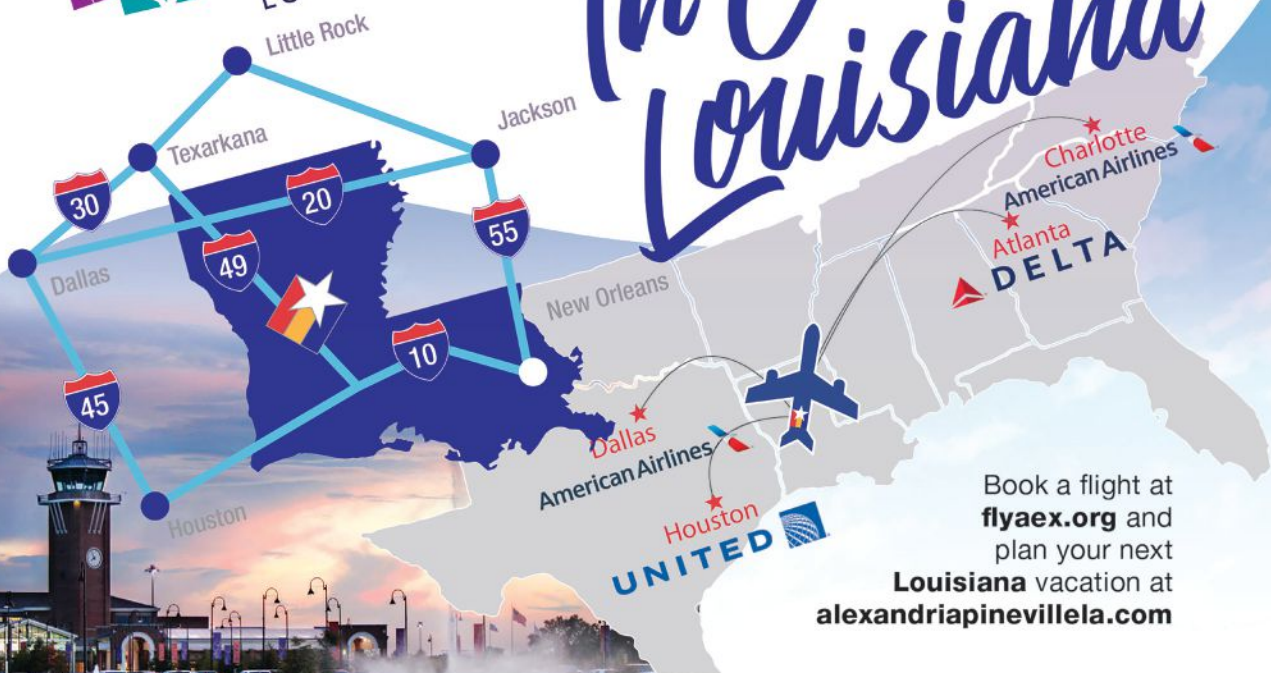 Little Rock
Louisiana
Jackson
Texarkana
Charlotte
American Airlines
30
20
55
Atlanta
DELTA
49
Dallas
New Orleans
10
45
Dallas
American Airlines
Houston
UNITED
Houston
Book a flight at
flyaex.org and
plan your next
Louisiana vacation at
alexandriapinevillela.com